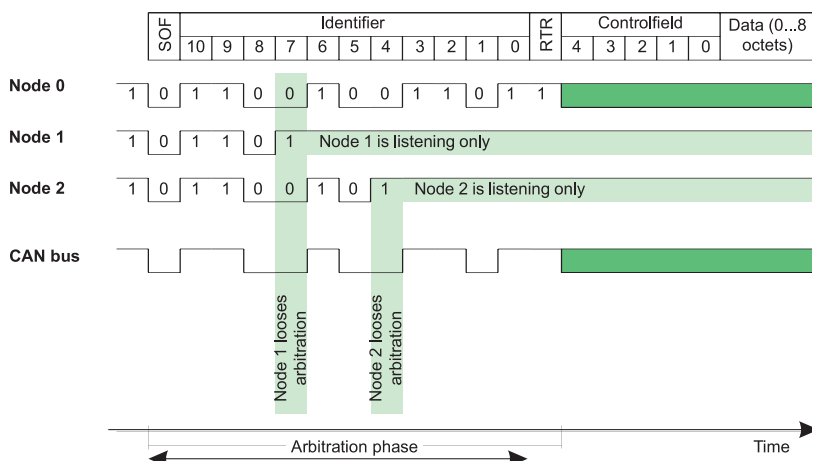 SOF Identifier RTR Controlfield Data (0...8 octets)
10 9 8 7 6 5 4 3 2 1 0 4 3 2 1 0
Node 0 1 0 1 1 0 0 1 0 0 1 1 0 1 1
Node 1 1 0 1 1 0 1 Node 1 is listening only
Node 2 1 0 1 1 0 0 1 0 1 Node 2 is listening only
CAN bus
Node 1 looses
arbitration
Node 2 looses
arbitration
Arbitration phase Time